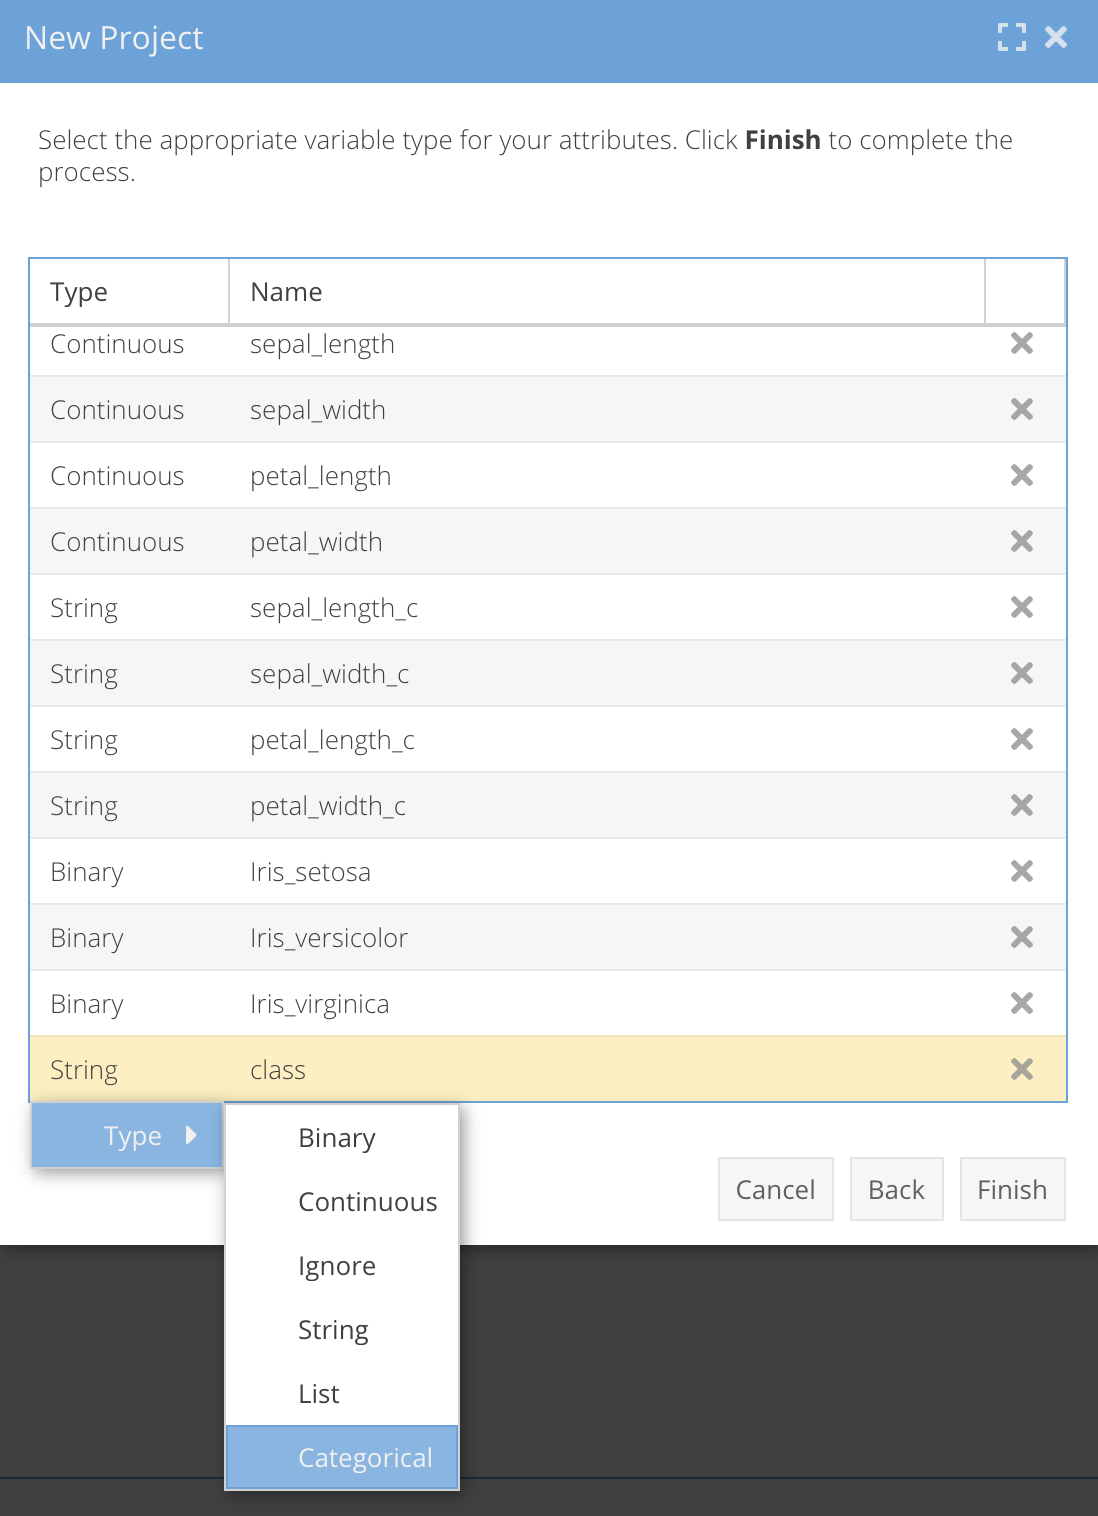 New Project
Select the appropriate variable type for your attributes. Click Finish to complete the
process.
Type Name
Continuous sepal_length
Continuous sepal_width
Continuous petal_length
Continuous petal_width
String sepal_length_c
String sepal_width_c
String petal_length_c
String petal_width_c
Binary Iris_setosa
Binary Iris_versicolor
Binary Iris_virginica
String class
Type
Binary
Continuous
Ignore
String
List
Categorical
Cancel Back Finish